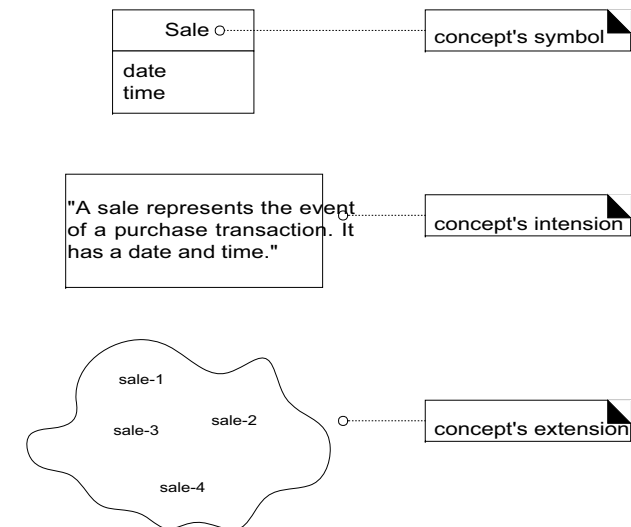 Sale
concept's symbol
date
time
"A sale represents the event
of a purchase transaction. It
has a date and time."
concept's intension
sale-1
sale-2
sale-3
concept's extension
sale-4